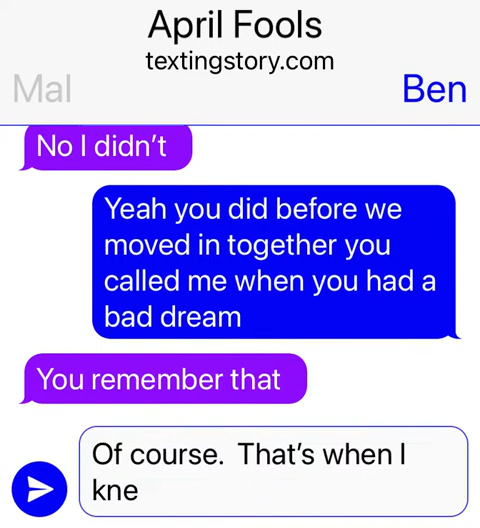 April Fools
textingstory.com
Mal
Ben
No I didn’t
Yeah you did before we
moved in together you
called me when you had a
bad dream
You remember that
Of course.  That’s when I
kne